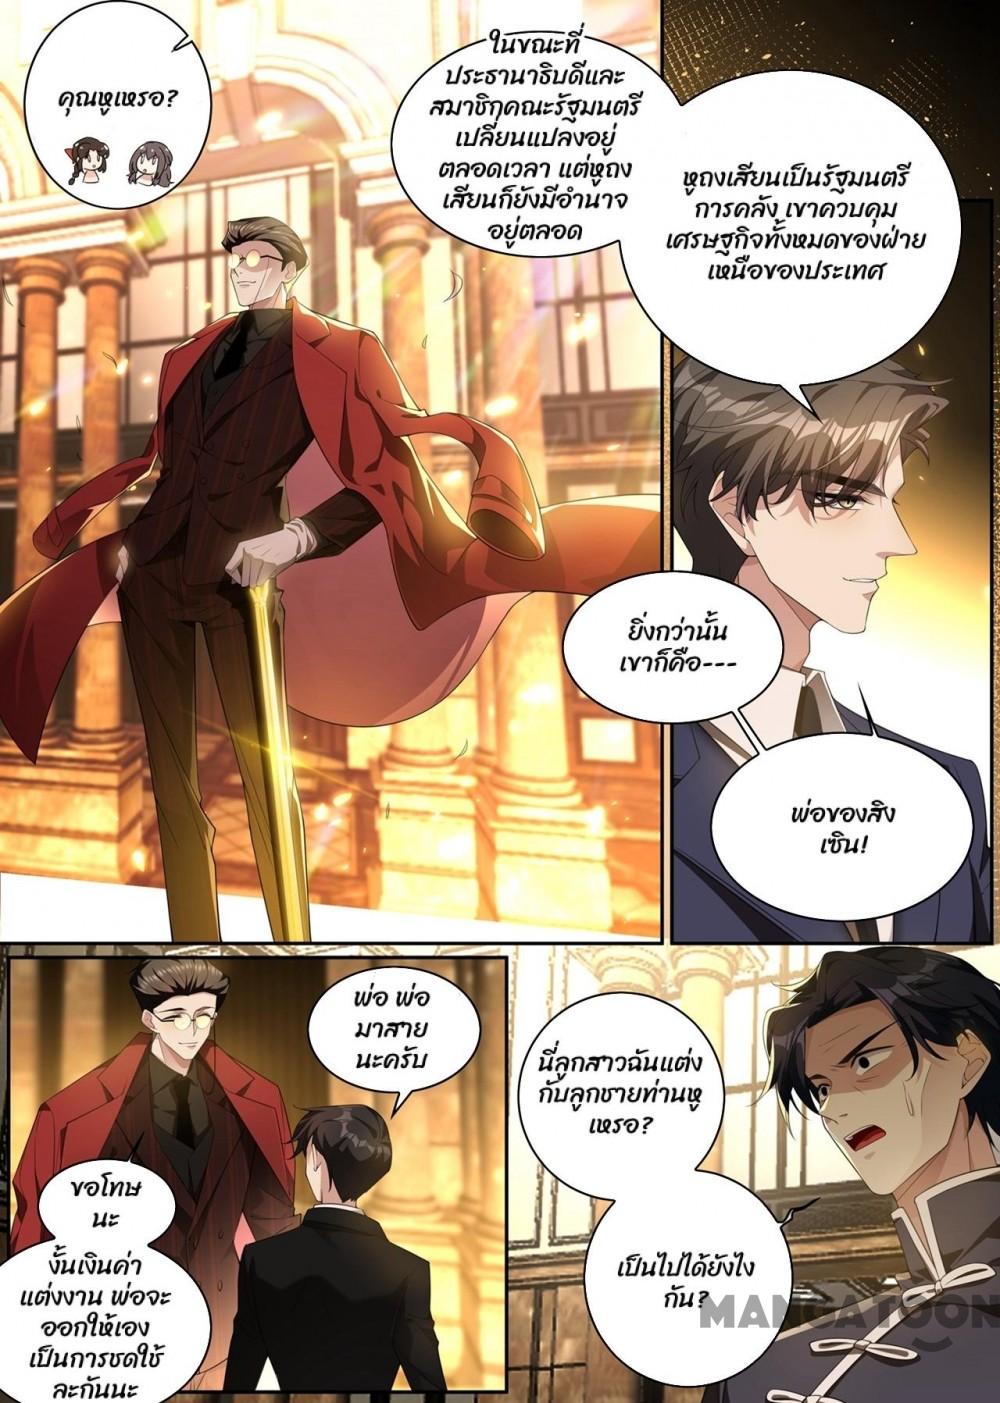 คุณหูเหรอ?
ในขณะที่
ประธานาธิบดีและ
สมาชิกคณะรัฐมนตรี
เปลี่ยนแปลงอยู่
ตลอดเวลา แต่หูถง
เสียนก็ยังมีอำนาจ
อยู่ตลอด
หูถงเสียนเป็นรัฐมนตรี
การคลัง เขาควบคุม
เศรษฐกิจทั้งหมดของฝ่าย
เหนือของประเทศ
ยิ่งกว่านั้น
เขาก็คือ---
พ่อของสิง
เซิน!
พ่อ พ่อ
มาสาย
นะครับ
ขอโทษ
นะ
งั้นเงินค่า
แต่งงาน พ่อจะ
ออกให้เอง
เป็นการชดใช้
ละกันนะ
นี่ลูกสาวฉันแต่ง
กับลูกชายท่านหู
เหรอ?
เป็นไปได้ยังไง
กัน?
MANGATOON